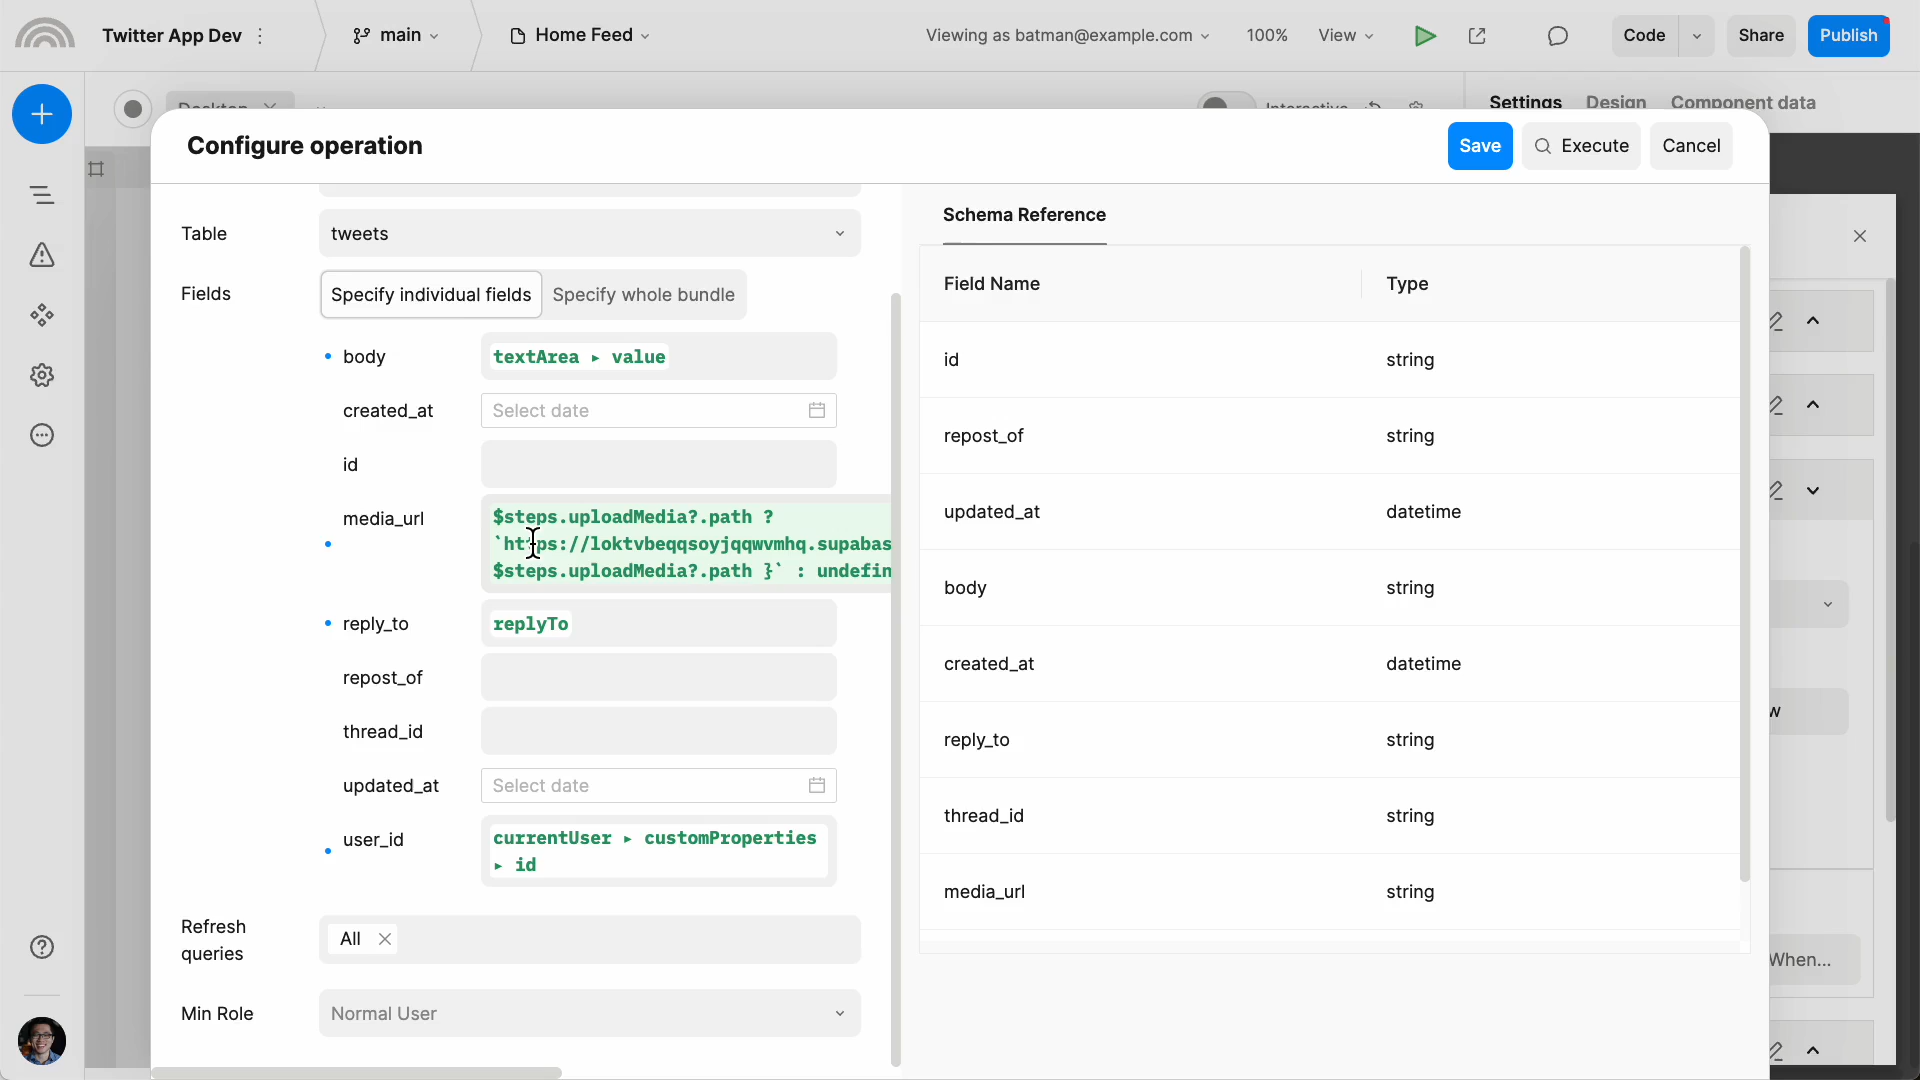 Twitter App Dev
main
Home Feed
Viewing as batman@example.com
100%
View
Code
Share
Publish
Desktop
Interactive
Settings
Design
Component data
Configure operation
Save
Execute
Cancel
Table
tweets
Fields
Specify individual fields
Specify whole bundle
body
textArea ▸ value
created_at
Select date
id
media_url
$steps.uploadMedia?.path ?
`https://loktvbeqqsoyjqqwvmhq.supabas
$steps.uploadMedia?.path }` : undefin
reply_to
replyTo
repost_of
thread_id
updated_at
Select date
user_id
currentUser ▸ customProperties
▸ id
Refresh
queries
All
Min Role
Normal User
Schema Reference
Field Name
Type
id
string
repost_of
string
updated_at
datetime
body
string
created_at
datetime
reply_to
string
thread_id
string
media_url
string
w
When...